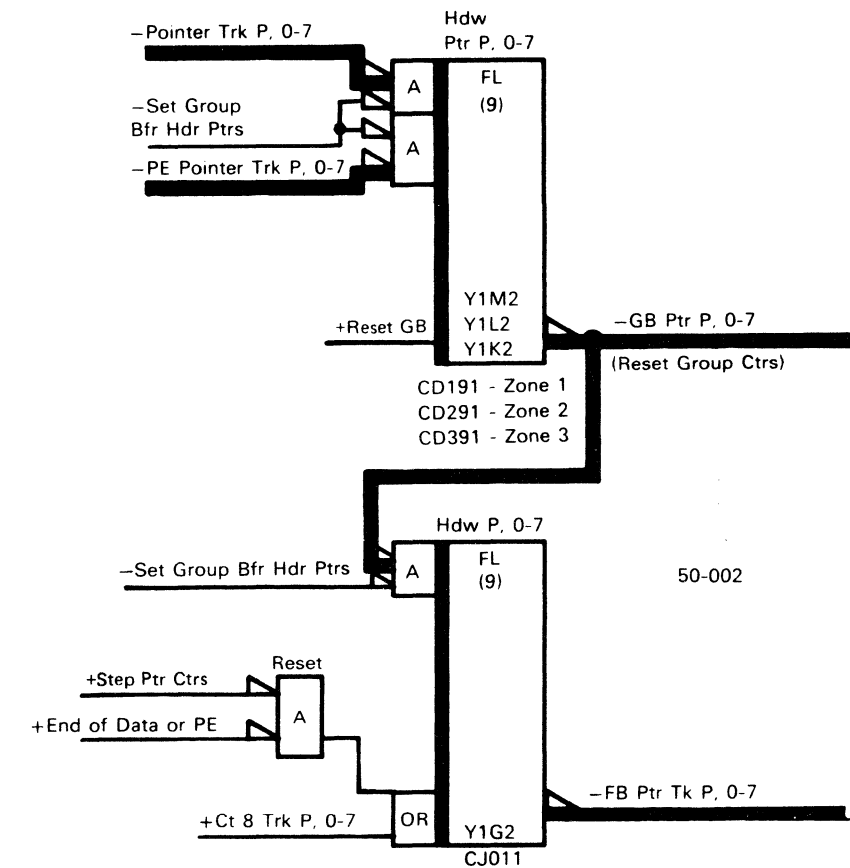 Hdw
Ptr P, 0-7
−Pointer Trk P, 0-7
FL
(9)
A
−Set Group
Bfr Hdr Ptrs
A
−PE Pointer Trk P, 0-7
Y1M2
Y1L2
Y1K2
+Reset GB
−GB Ptr P, 0-7
(Reset Group Ctrs)
CD191 - Zone 1
CD291 - Zone 2
CD391 - Zone 3
Hdw P, 0-7
FL
(9)
A
−Set Group Bfr Hdr Ptrs
50-002
Reset
+Step Ptr Ctrs
A
+End of Data or PE
−FB Ptr Tk P, 0-7
OR
+Ct 8 Trk P, 0-7
Y1G2
CJ011